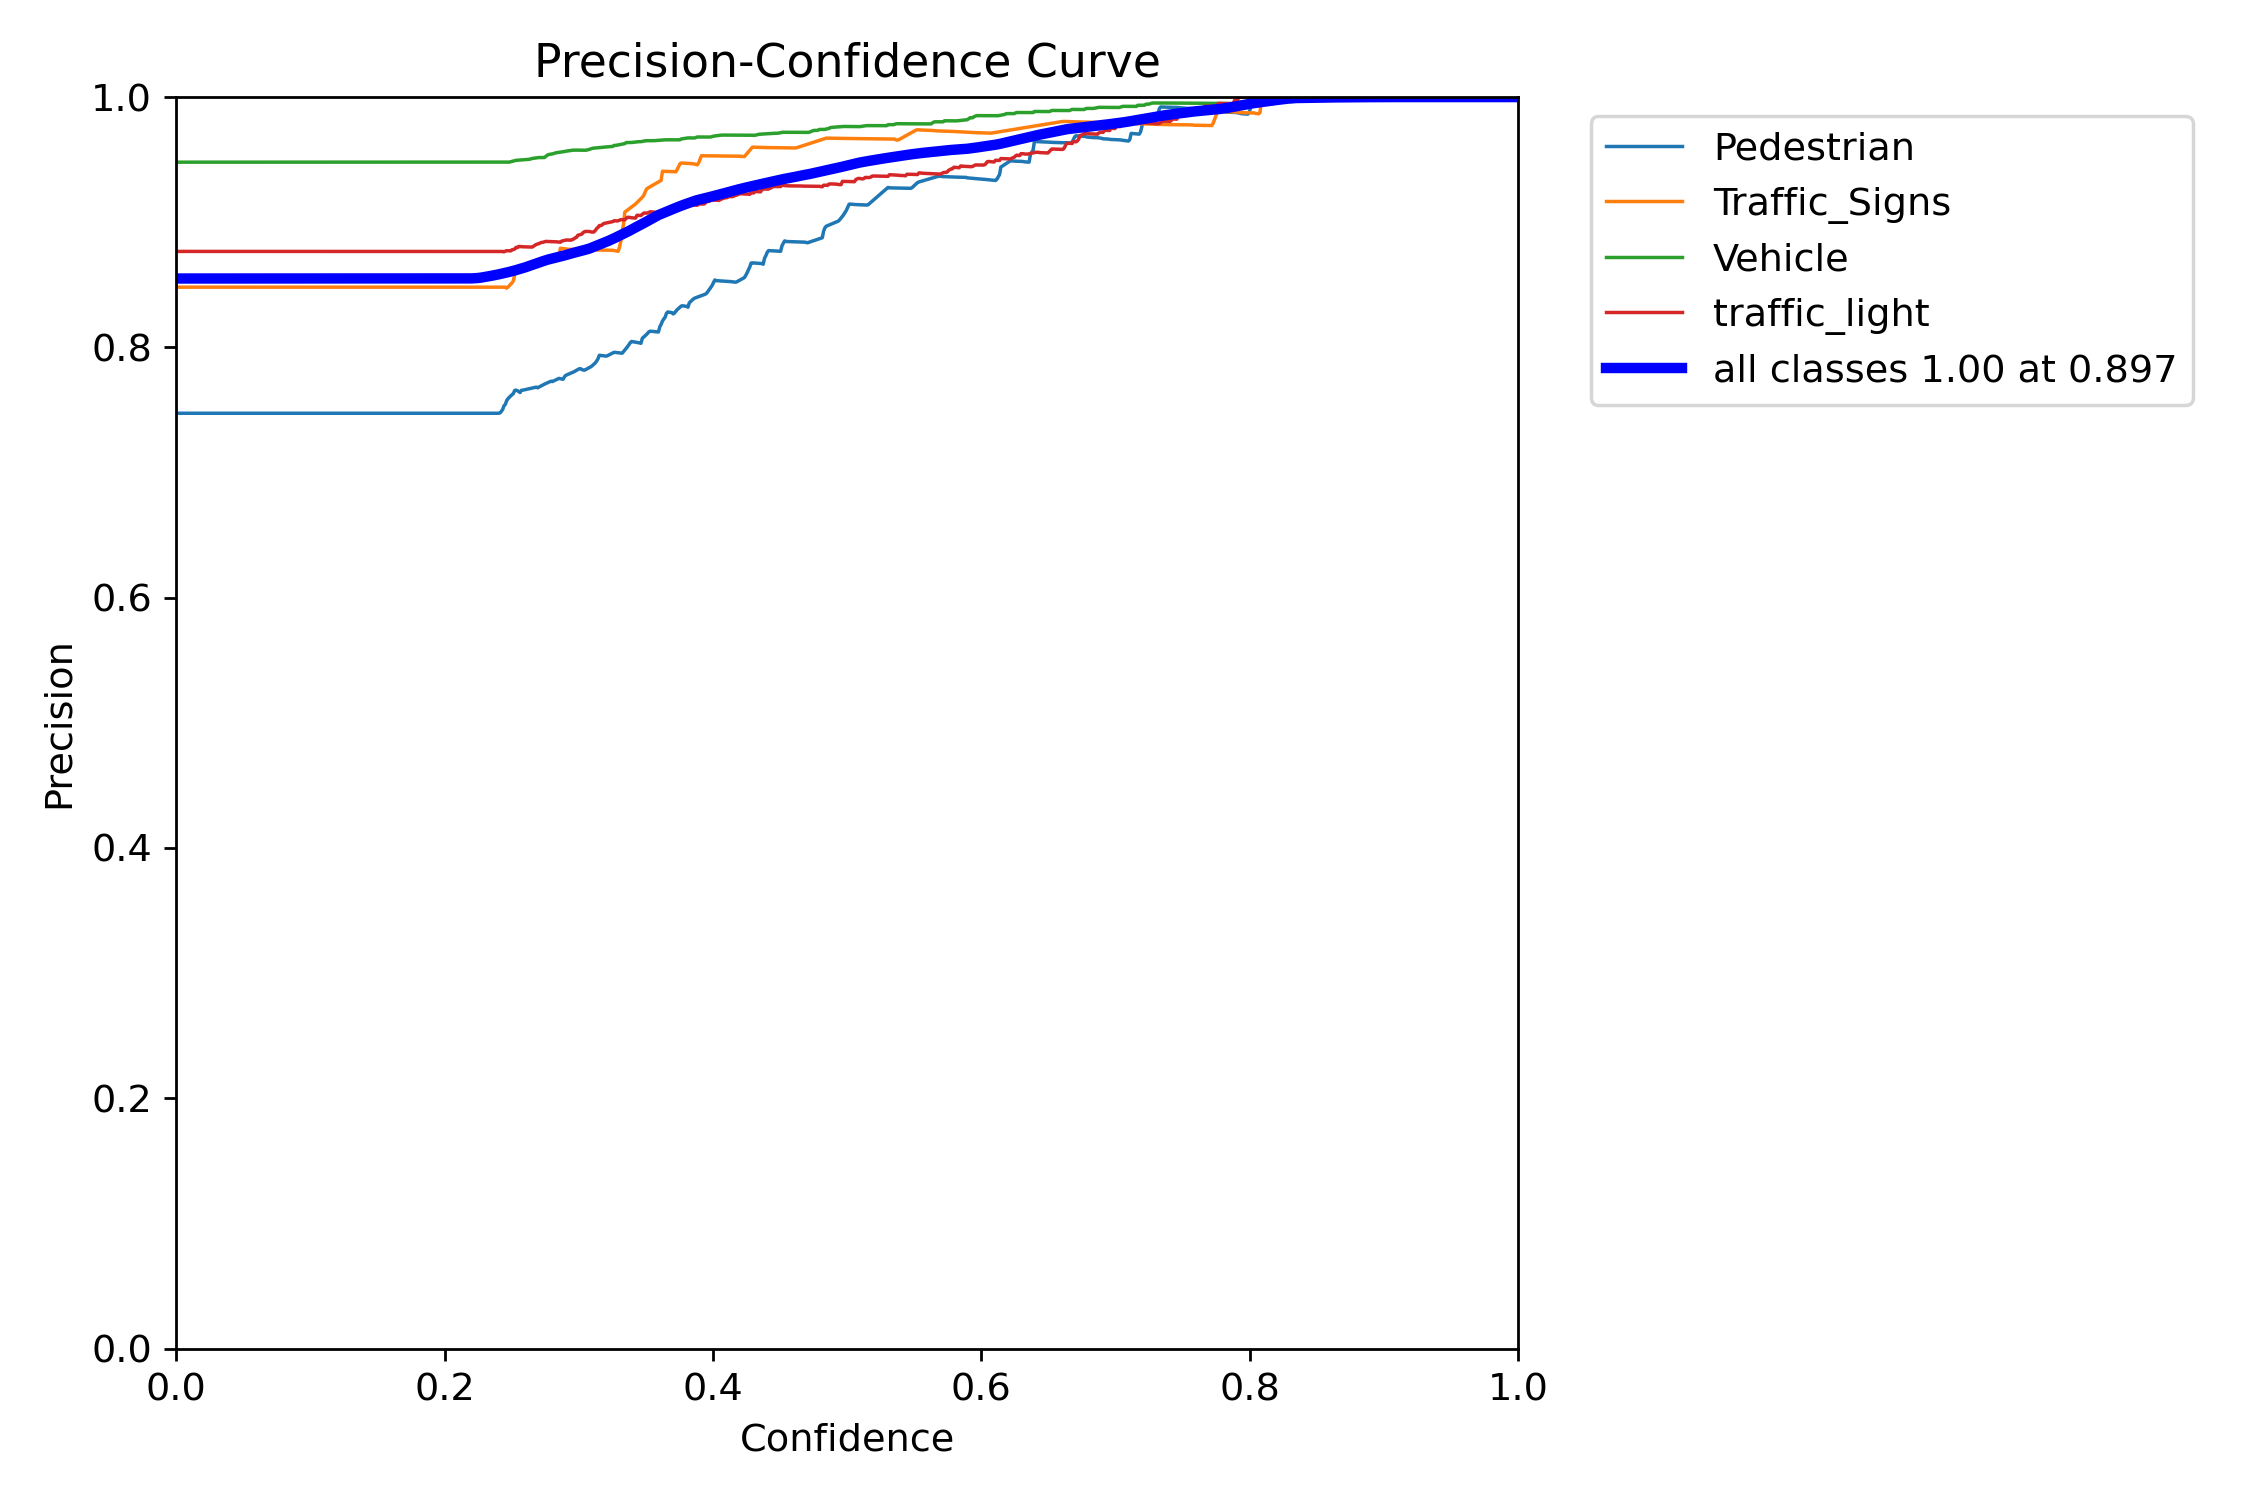 Precision-Confidence Curve
1.0
0.8
0.6
0.4
0.2
0.0
Precision
0.0 0.2 0.4 0.6 0.8 1.0
Confidence
Pedestrian
Traffic_Signs
Vehicle
traffic_light
all classes 1.00 at 0.897